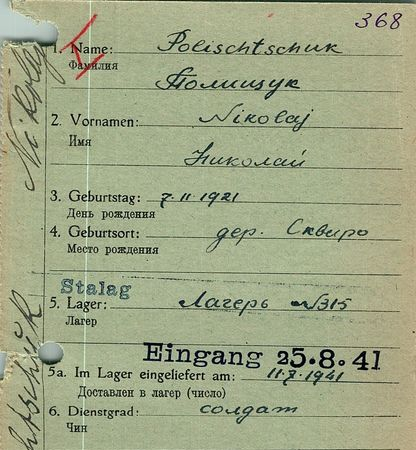 368
1. Name: Polischtschuk
Фамилия
Полищук
2. Vornamen: Nikolaj
Имя
Николай
3. Geburtstag: 7.11.1921
День рождения
4. Geburtsort: дер. Сквиро
Место рождения
Stalag
5. Lager: Лагерь №315
Лагер
Eingang 25.8.41
5a. Im Lager eingeliefert am: 11.7.1941
Доставлен в лагер (число)
6. Dienstgrad: солдат
Чин
Nikolaj